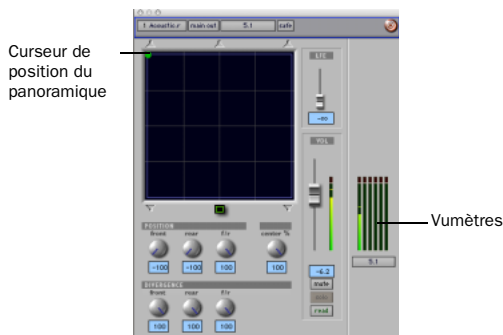 1 Acoustic.r main out 5.1 safe
Curseur de
position du
panoramique
LFE
-∞
VOL
Vumètres
POSITION
front rear f/r center %
-100 -100 100 100
5.1
-6.2
mute
DIVERGENCE
front rear f/r
read
100 100 100